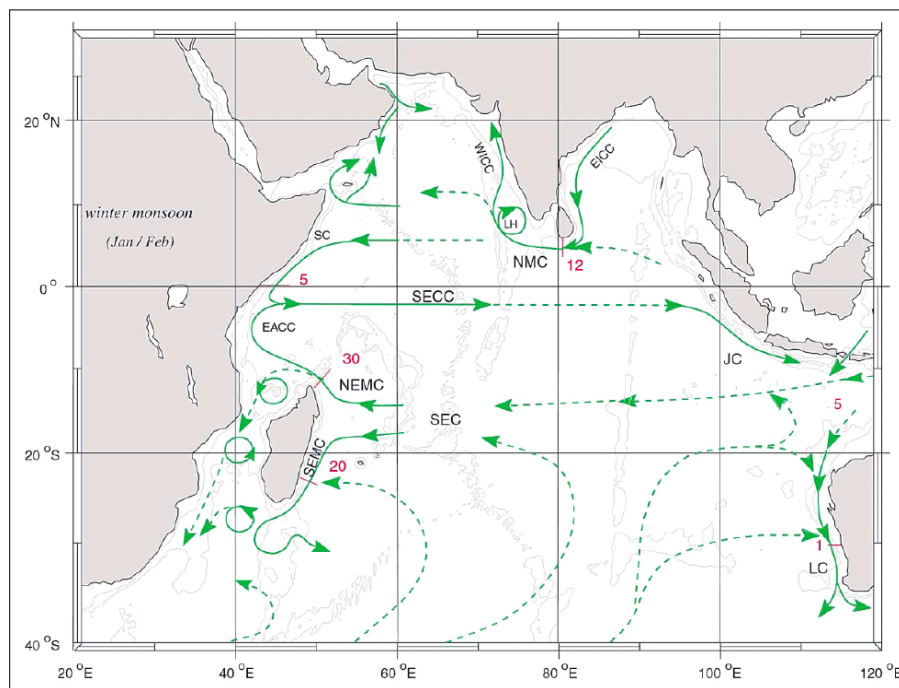 20 °N
WICC
EICC
winter monsoon
(Jan / Feb)
SC
LH
NMC
12
5
0 °
SECC
EACC
30
NEMC
JC
SEC
5
20 °S
SEMC
20
1
LC
40 °S
20 °E
40 °E
60 °E
80 °E
100 °E
120 °E